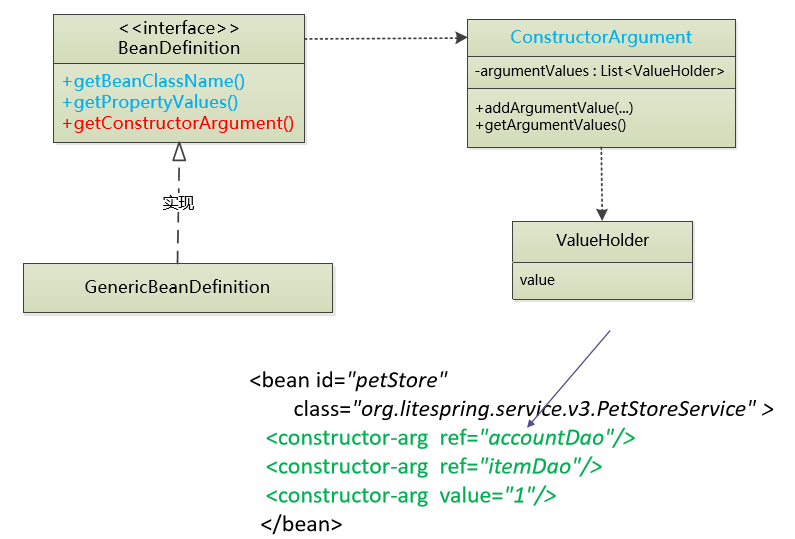 <<interface>>
BeanDefinition
+getBeanClassName()
+getPropertyValues()
+getConstructorArgument()
ConstructorArgument
-argumentValues : List<ValueHolder>
+addArgumentValue(...)
+getArgumentValues()
实现
ValueHolder
value
GenericBeanDefinition
<bean id="petStore"
class="org.litespring.service.v3.PetStoreService" >
<constructor-arg ref="accountDao"/>
<constructor-arg ref="itemDao"/>
<constructor-arg value="1"/>
</bean>